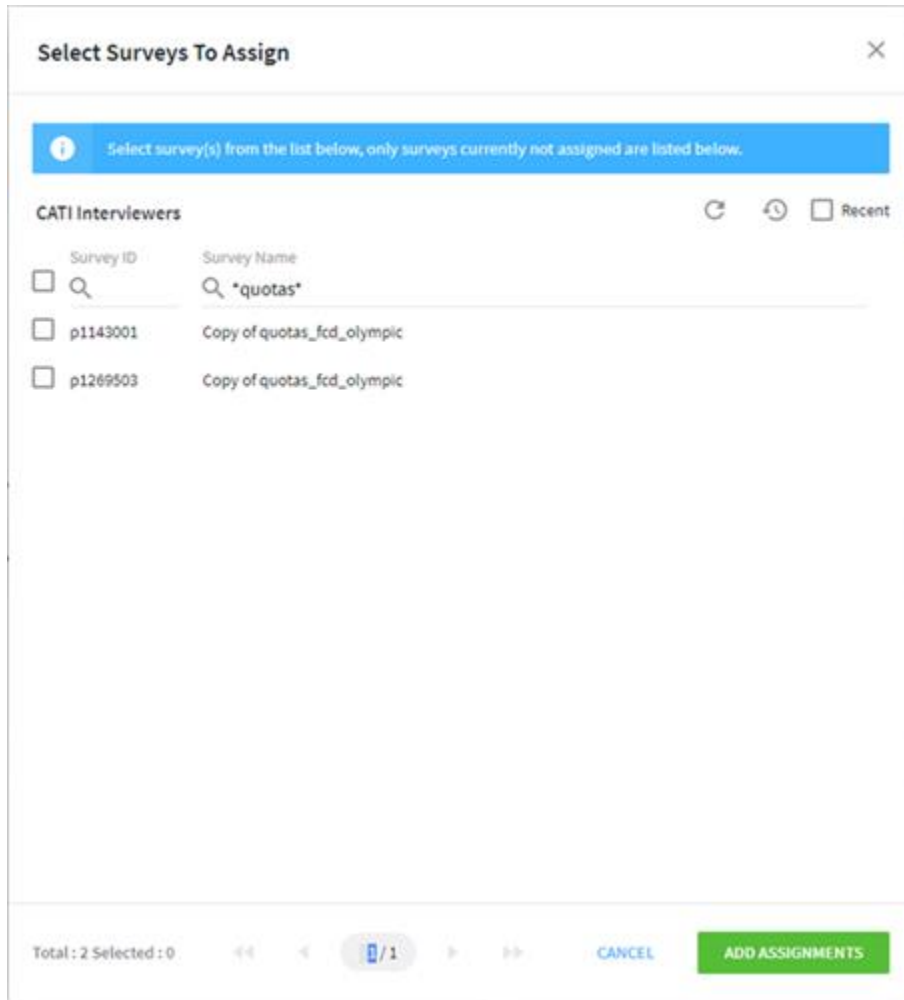 Select Surveys To Assign
Select survey(s) from the list below, only surveys currently not assigned are listed below.
CATI Interviewers
Recent
Survey ID
Survey Name
*quotas*
p1143001
Copy of quotas_fcd_olympic
p1269503
Copy of quotas_fcd_olympic
Total : 2 Selected : 0
1 / 1
CANCEL
ADD ASSIGNMENTS